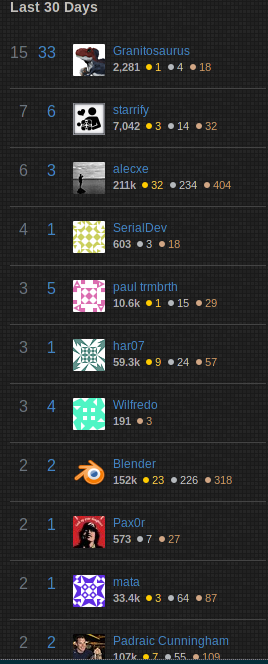 Last 30 Days
15 33 Granitosaurus
2,281 1 4 18
7 6 starrify
7,042 3 14 32
6 3 alecxe
211k 32 234 404
4 1 SerialDev
603 3 18
3 5 paul trmbrth
10.6k 1 15 29
3 1 har07
59.3k 9 24 57
3 4 Wilfredo
191 3
2 2 Blender
152k 23 226 318
2 1 Pax0r
573 7 27
2 1 mata
33.4k 3 64 87
2 2 Padraic Cunningham
107k 7 55 109